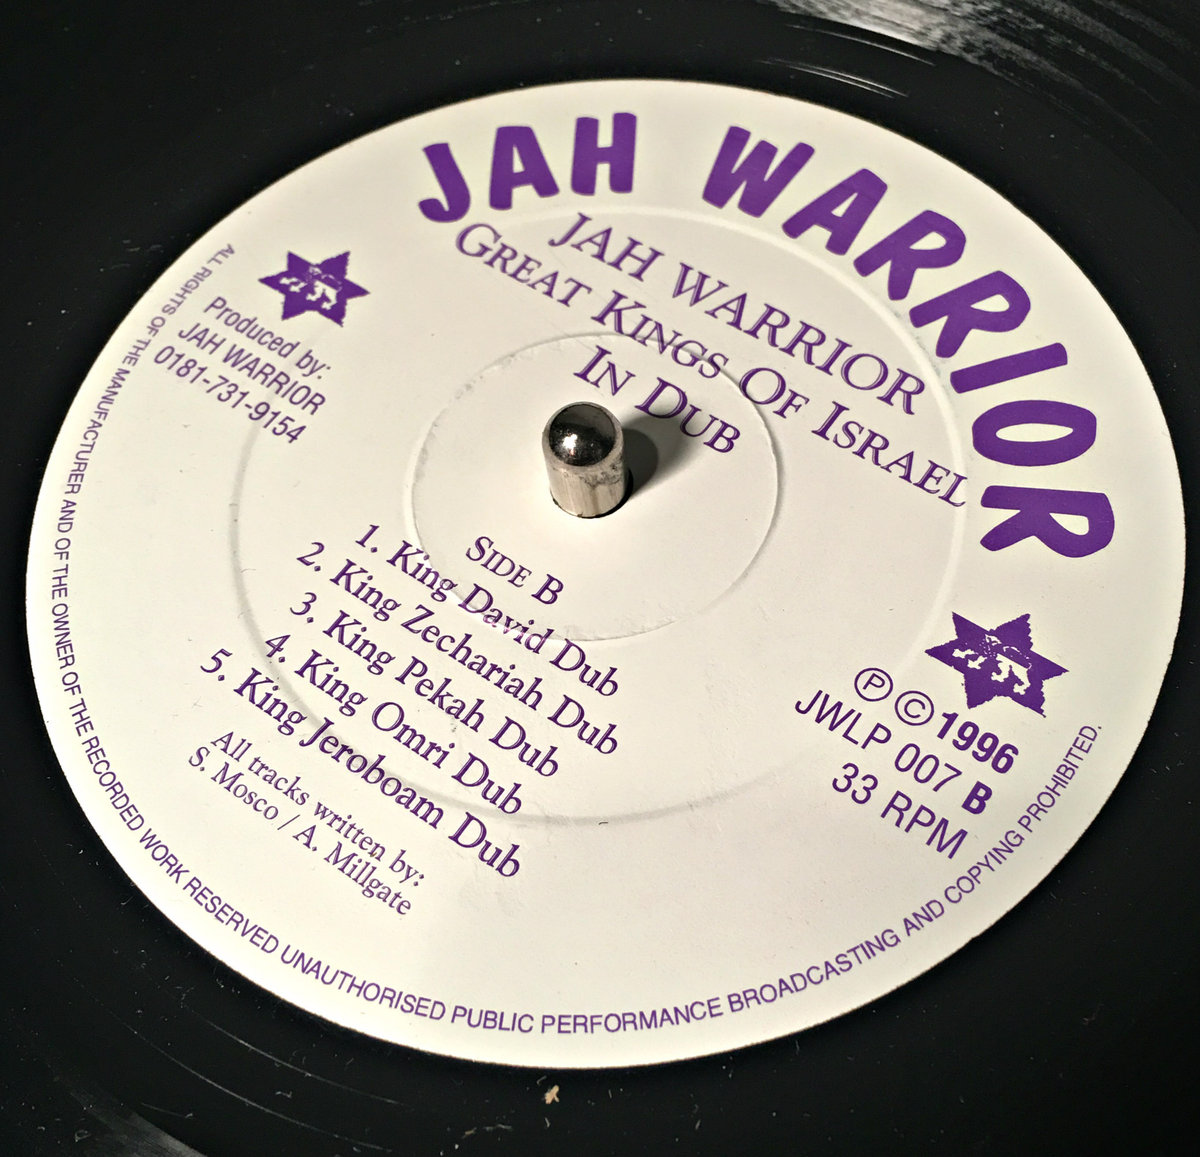 JAH WARRIOR
JAH WARRIOR
GREAT KINGS OF ISRAEL
IN DUB
Produced by:
JAH WARRIOR
0181-731-9154
SIDE B
1. King David Dub
2. King Zechariah Dub
3. King Pekah Dub
4. King Omri Dub
5. King Jeroboam Dub
All tracks written by:
S. Mosco / A. Millgate
Ⓟ © 1996
JWLP 007 B
33 RPM
ALL RIGHTS OF THE MANUFACTURER AND OF THE OWNER OF THE RECORDED WORK RESERVED UNAUTHORISED PUBLIC PERFORMANCE BROADCASTING AND COPYING PROHIBITED.